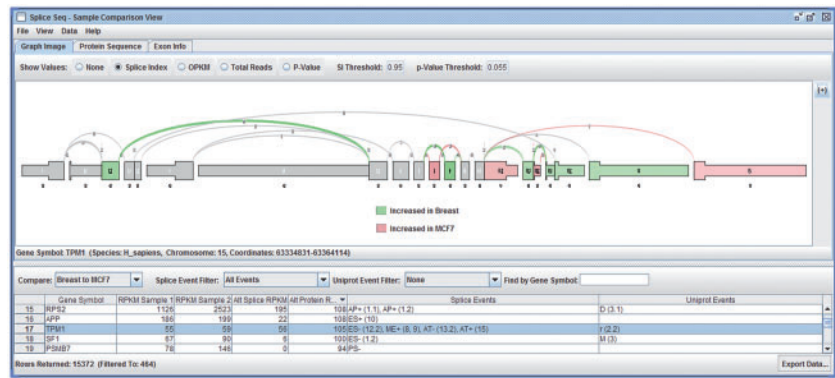 Splice Seq - Sample Comparison View
File View Data Help
Graph Image Protein Sequence Exon Info
Show Values: None Splice Index OPKM Total Reads P-Value SI Threshold: 0.95 p-Value Threshold: 0.055
Increased in Breast
Increased in MCF7
Gene Symbol: TPM1 (Species: H_sapiens, Chromosome: 15, Coordinates: 63334831-63364114)
Compare: Breast to MCF7 Splice Event Filter: All Events Uniprot Event Filter: None Find by Gene Symbol:
Gene Symbol RPKM Sample 1 RPKM Sample 2 Alt Splice RPKM Alt Protein R... Splice Events Uniprot Events
15 RPS2 1126 2523 195 108 AP+ (1.1), AP+ (1.2) D (3.1)
16 APP 186 199 22 108 ES+ (10)
17 TPM1 55 59 56 105 ES- (12.2), ME+ (8, 9), AT- (13.2), AT+ (15) r (2.2)
18 SF1 67 80 6 100 ES- (1.2) M (3)
19 PSMB7 78 146 0 94 PS-
Rows Returned: 15372 (Filtered To: 464) Export Data...